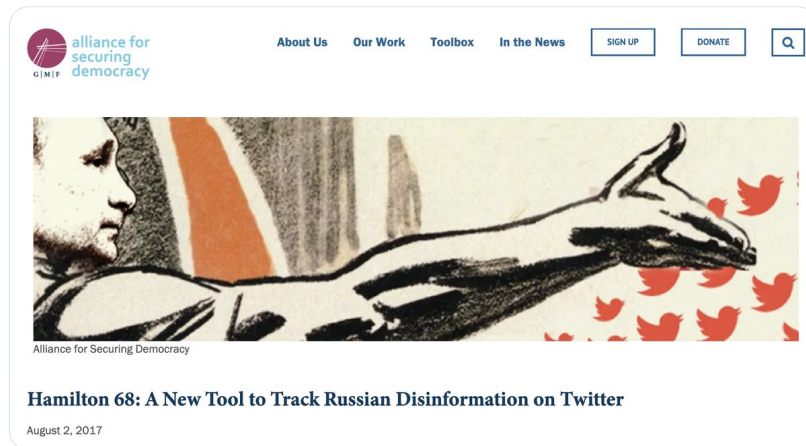 alliance for
securing
democracy
G|M|F
About Us
Our Work
Toolbox
In the News
SIGN UP
DONATE
Alliance for Securing Democracy
Hamilton 68: A New Tool to Track Russian Disinformation on Twitter
August 2, 2017